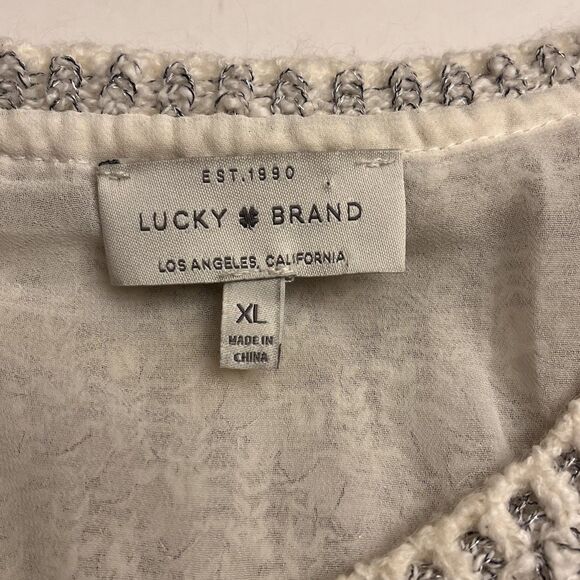 EST.1990
LUCKY BRAND
LOS ANGELES, CALIFORNIA
XL
MADE IN
CHINA